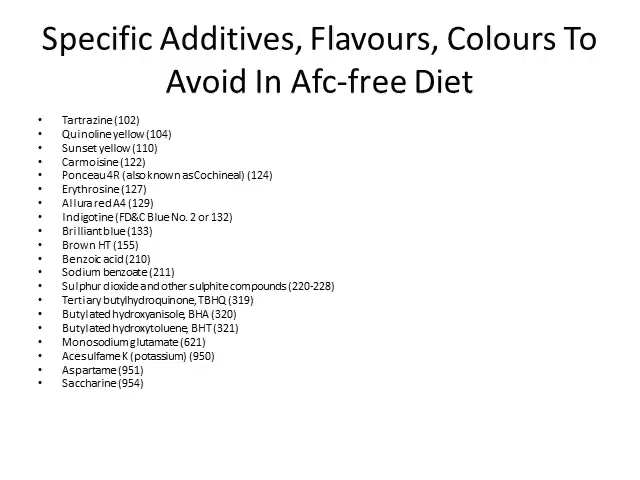 Specific Additives, Flavours, Colours To
Avoid In Afc-free Diet
• Tartrazine (102)
• Quinoline yellow (104)
• Sunset yellow (110)
• Carmoisine (122)
• Ponceau 4R (also known as Cochineal) (124)
• Erythrosine (127)
• Allura red A4 (129)
• Indigotine (FD&C Blue No. 2 or 132)
• Brilliant blue (133)
• Brown HT (155)
• Benzoic acid (210)
• Sodium benzoate (211)
• Sulphur dioxide and other sulphite compounds (220-228)
• Tertiary butylhydroquinone, TBHQ (319)
• Butylated hydroxyanisole, BHA (320)
• Butylated hydroxytoluene, BHT (321)
• Monosodium glutamate (621)
• Acesulfame K (potassium) (950)
• Aspartame (951)
• Saccharine (954)